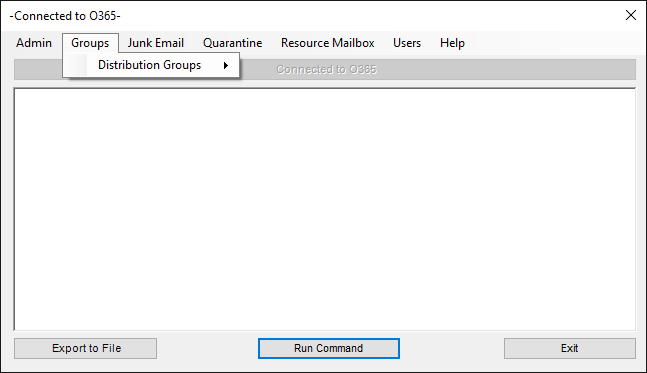 -Connected to O365-
Admin Groups Junk Email Quarantine Resource Mailbox Users Help
Distribution Groups
Connected to O365
Export to File Run Command Exit